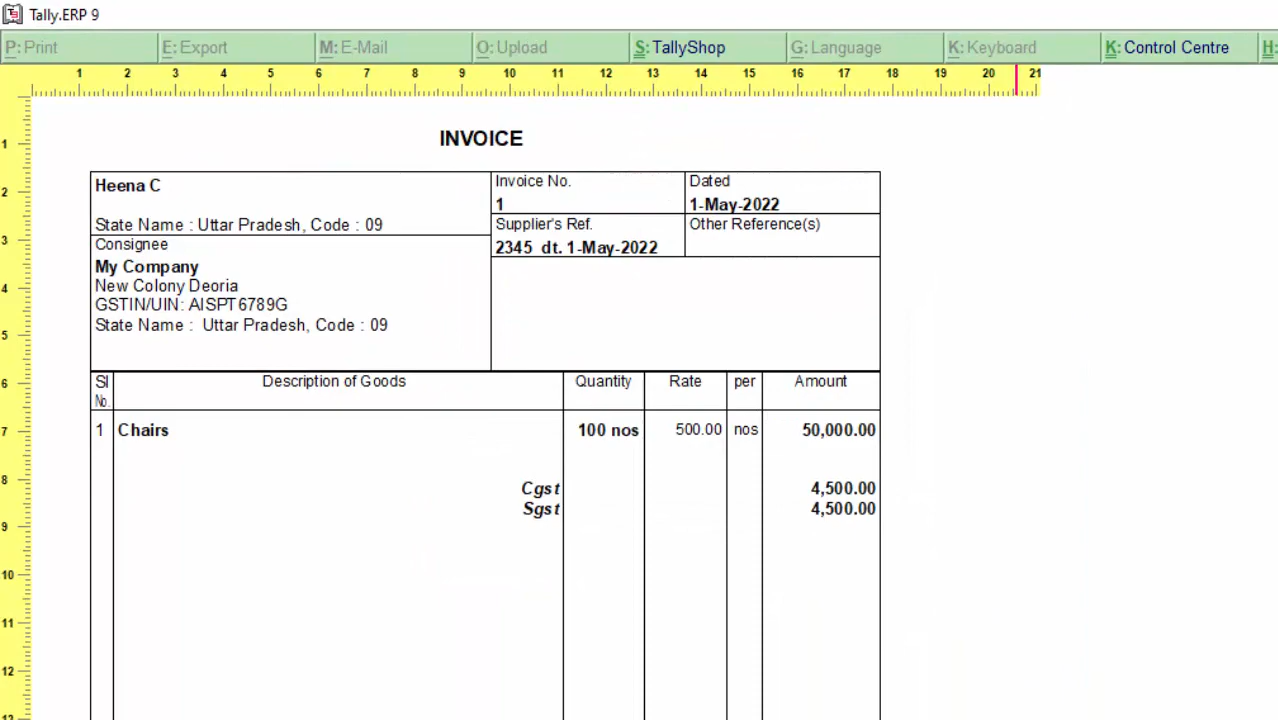 Tally.ERP 9
P: Print E: Export M: E-Mail O: Upload S: TallyShop G: Language K: Keyboard K: Control Centre H:
1 2 3 4 5 6 7 8 9 10 11 12 13 14 15 16 17 18 19 20 21
INVOICE
Heena C
State Name : Uttar Pradesh, Code : 09
Consignee
My Company
New Colony Deoria
GSTIN/UIN: AISPT6789G
State Name : Uttar Pradesh, Code : 09
Invoice No.
1
Dated
1-May-2022
Supplier's Ref.
2345 dt. 1-May-2022
Other Reference(s)
Sl No. Description of Goods Quantity Rate per Amount
1 Chairs 100 nos 500.00 nos 50,000.00
Cgst 4,500.00
Sgst 4,500.00
1
2
3
4
5
6
7
8
9
10
11
12